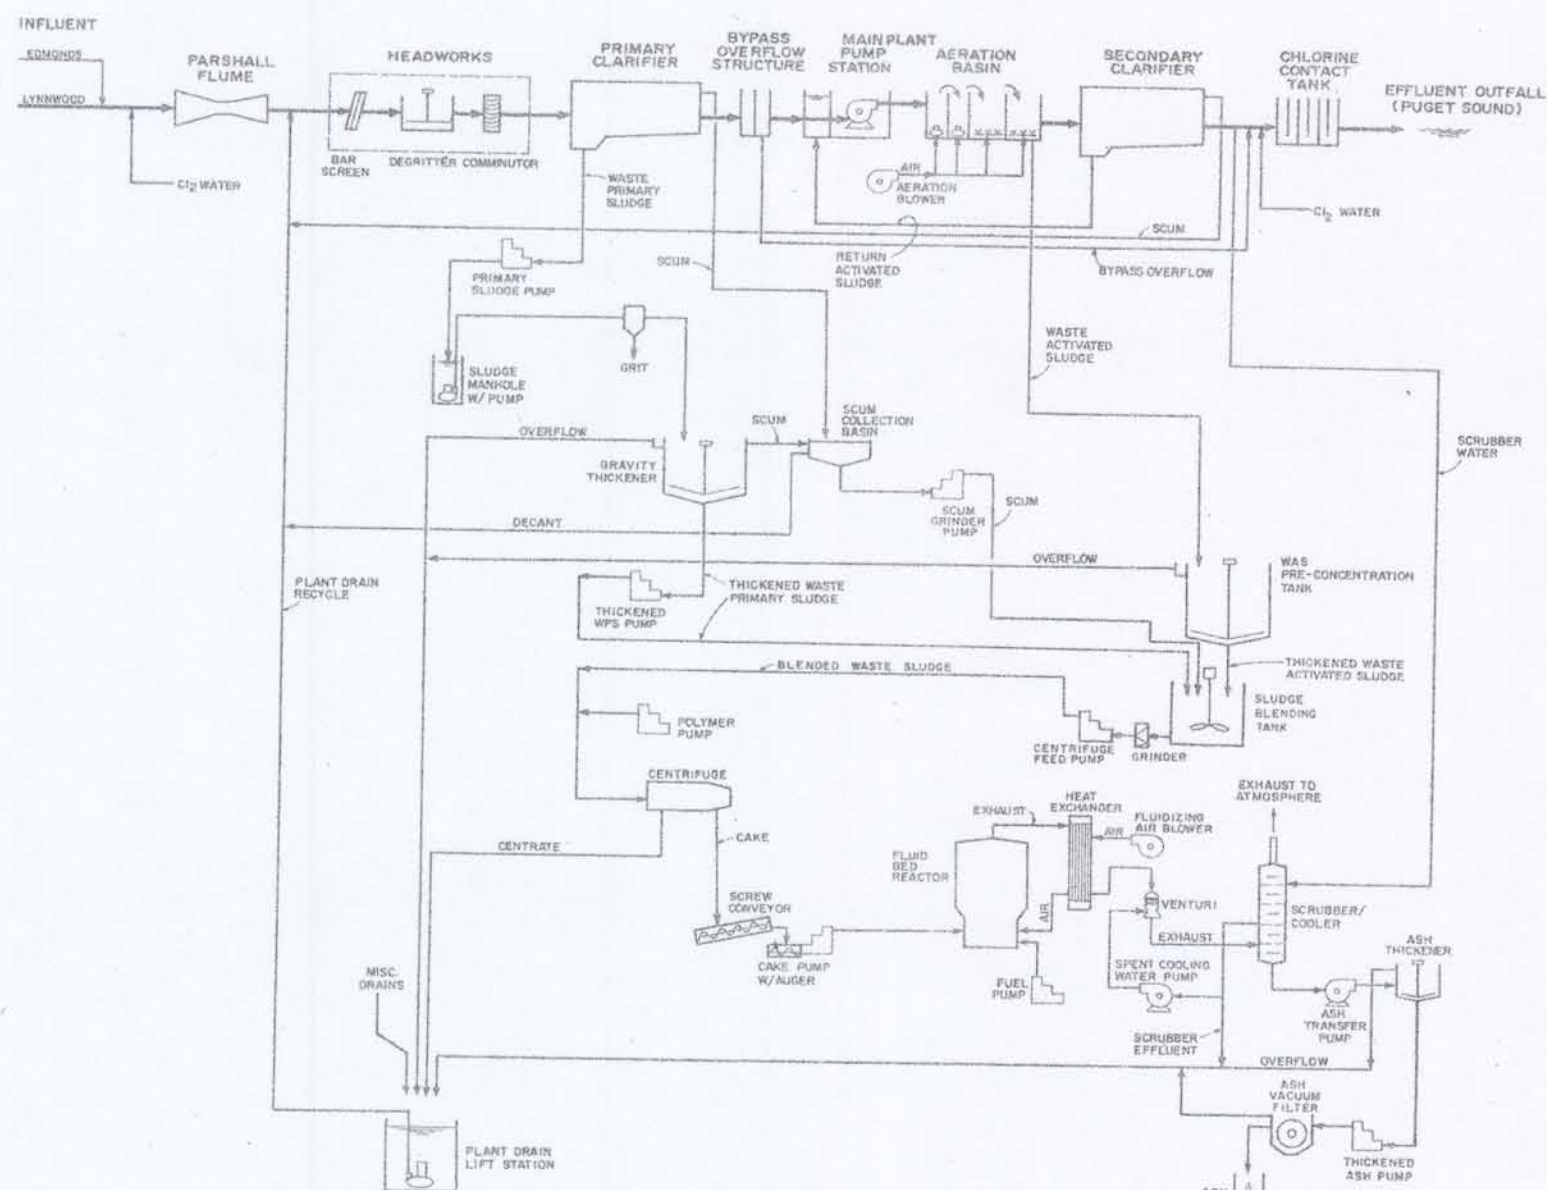 INFLUENT
EDMONDS
LYNNWOOD
Cl2 WATER
PARSHALL
FLUME
HEADWORKS
BAR
SCREEN
DEGRITTER COMMINUTOR
PRIMARY
CLARIFIER
BYPASS
OVERFLOW
STRUCTURE
MAIN PLANT
PUMP
STATION
AERATION
BASIN
SECONDARY
CLARIFIER
CHLORINE
CONTACT
TANK
EFFLUENT OUTFALL
(PUGET SOUND)
AIR
AERATION
BLOWER
Cl2 WATER
WASTE
PRIMARY
SLUDGE
SCUM
RETURN
ACTIVATED
SLUDGE
BYPASS OVERFLOW
SCUM
PRIMARY
SLUDGE PUMP
GRIT
SLUDGE
MANHOLE
W/ PUMP
WASTE
ACTIVATED
SLUDGE
OVERFLOW
SCUM
SCUM
COLLECTION
BASIN
GRAVITY
THICKENER
SCRUBBER
WATER
DECANT
SCUM
GRINDER
PUMP
SCUM
OVERFLOW
WAS
PRE-CONCENTRATION
TANK
PLANT DRAIN
RECYCLE
THICKENED
WPS PUMP
THICKENED WASTE
PRIMARY SLUDGE
BLENDED WASTE SLUDGE
THICKENED WASTE
ACTIVATED SLUDGE
POLYMER
PUMP
SLUDGE
BLENDING
TANK
CENTRIFUGE
FEED PUMP
GRINDER
CENTRIFUGE
CENTRATE
CAKE
EXHAUST
HEAT
EXCHANGER
AIR
FLUIDIZING
AIR BLOWER
EXHAUST TO
ATMOSPHERE
FLUID
BED
REACTOR
AIR
VENTURI
SCREW
CONVEYOR
SCRUBBER/
COOLER
EXHAUST
ASH
THICKENER
CAKE PUMP
W/AUGER
FUEL
PUMP
SPENT COOLING
WATER PUMP
MISC.
DRAINS
ASH
TRANSFER
PUMP
SCRUBBER
EFFLUENT
OVERFLOW
ASH
VACUUM
FILTER
PLANT DRAIN
LIFT STATION
THICKENED
ASH PUMP